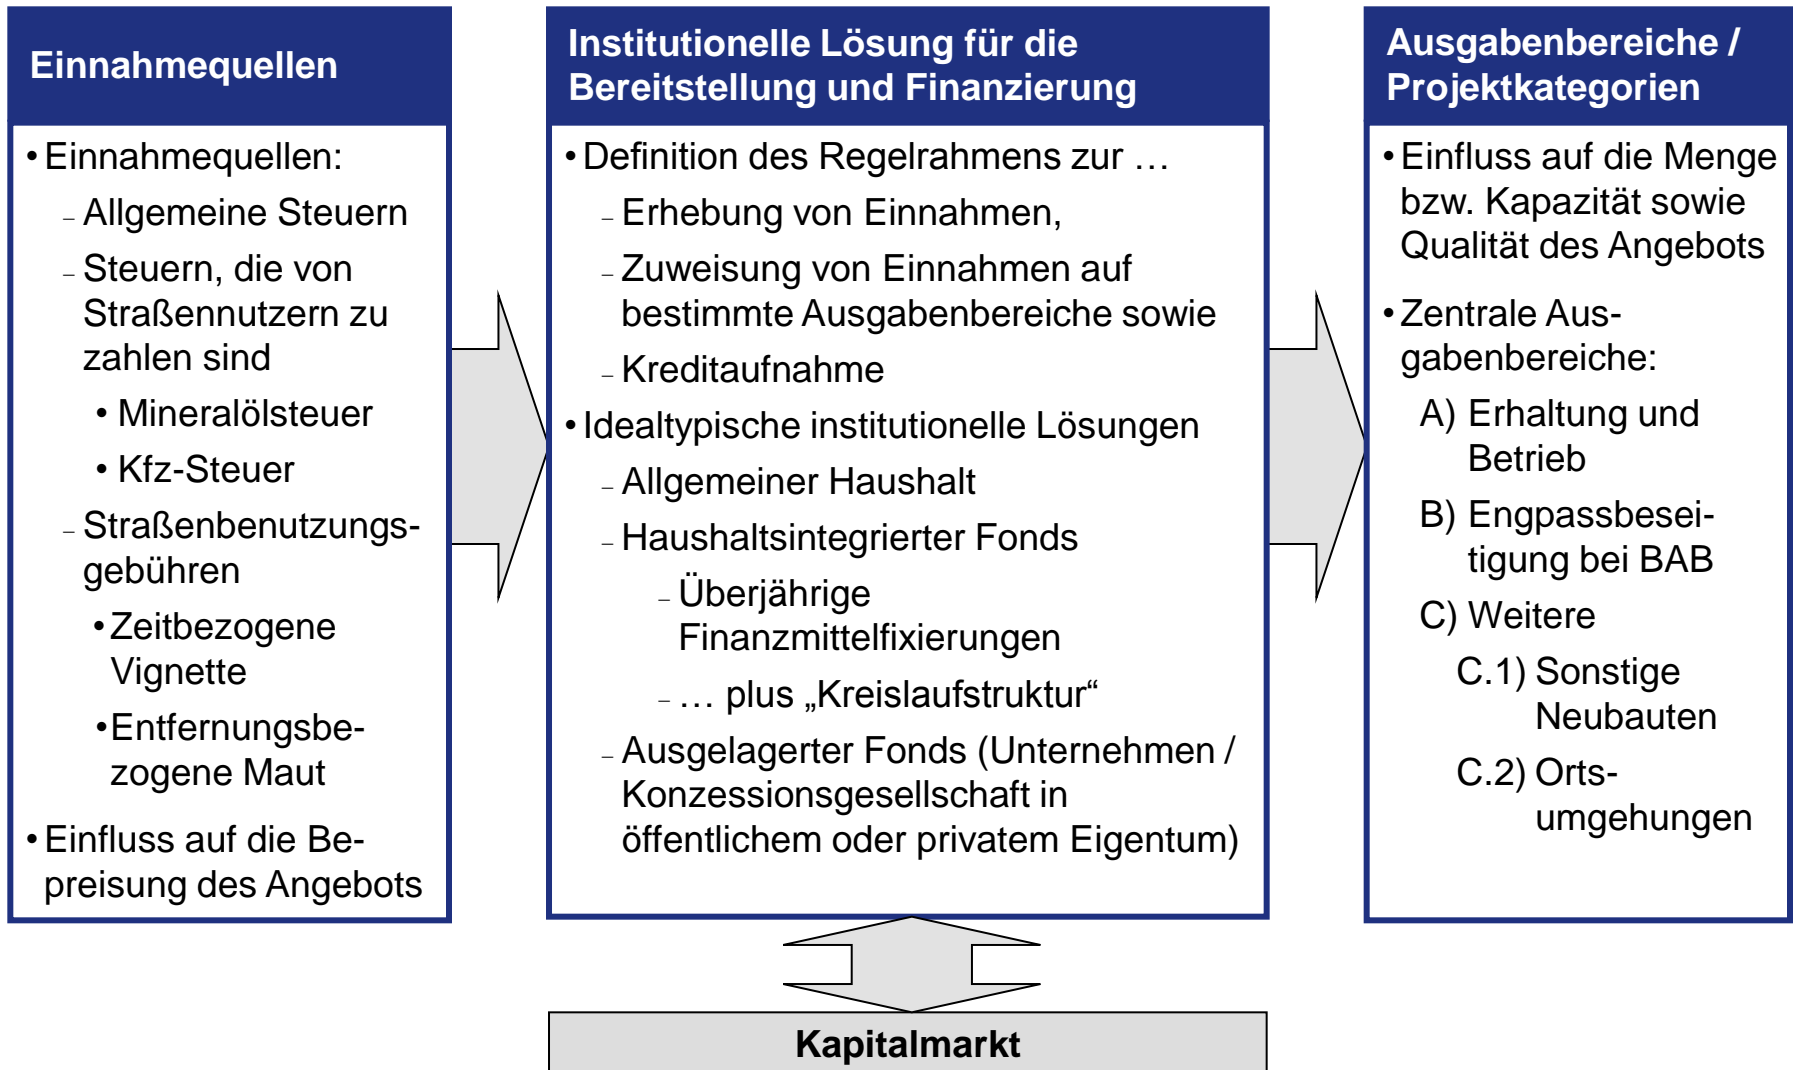 Einnahmequellen
• Einnahmequellen:
– Allgemeine Steuern
– Steuern, die von
Straßennutzern zu
zahlen sind
• Mineralölsteuer
• Kfz-Steuer
– Straßenbenutzungs-
gebühren
• Zeitbezogene
Vignette
• Entfernungsbe-
zogene Maut
• Einfluss auf die Be-
preisung des Angebots
Institutionelle Lösung für die
Bereitstellung und Finanzierung
• Definition des Regelrahmens zur …
– Erhebung von Einnahmen,
– Zuweisung von Einnahmen auf
bestimmte Ausgabenbereiche sowie
– Kreditaufnahme
• Idealtypische institutionelle Lösungen
– Allgemeiner Haushalt
– Haushaltsintegrierter Fonds
– Überjährige
Finanzmittelfixierungen
– … plus „Kreislaufstruktur“
– Ausgelagerter Fonds (Unternehmen /
Konzessionsgesellschaft in
öffentlichem oder privatem Eigentum)
Ausgabenbereiche /
Projektkategorien
• Einfluss auf die Menge
bzw. Kapazität sowie
Qualität des Angebots
• Zentrale Aus-
gabenbereiche:
A) Erhaltung und
Betrieb
B) Engpassbesei-
tigung bei BAB
C) Weitere
C.1) Sonstige
Neubauten
C.2) Orts-
umgehungen
Kapitalmarkt